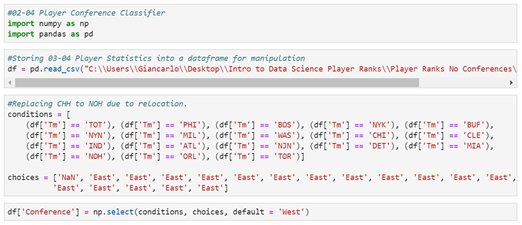 #02-04 Player Conference Classifier
import numpy as np
import pandas as pd
#Storing 03-04 Player Statistics into a dataframe for manipulation
df = pd.read_csv("C:\\Users\\Giancarlo\\Desktop\\Intro to Data Science Player Ranks\\Player Ranks No Conferences\
#Replacing CHH to NOH due to relocation.
conditions = [
(df['Tm'] == 'TOT'), (df['Tm'] == 'PHI'), (df['Tm'] == 'BOS'), (df['Tm'] == 'NYK'), (df['Tm'] == 'BUF'),
(df['Tm'] == 'NYN'), (df['Tm'] == 'MIL'), (df['Tm'] == 'WAS'), (df['Tm'] == 'CHI'), (df['Tm'] == 'CLE'),
(df['Tm'] == 'IND'), (df['Tm'] == 'ATL'), (df['Tm'] == 'NJN'), (df['Tm'] == 'DET'), (df['Tm'] == 'MIA'),
(df['Tm'] == 'NOH'), (df['Tm'] == 'ORL'), (df['Tm'] == 'TOR')]
choices = ['NaN', 'East', 'East', 'East', 'East', 'East', 'East', 'East', 'East', 'East', 'East', 'East', 'East',
'East', 'East', 'East', 'East', 'East']
df['Conference'] = np.select(conditions, choices, default = 'West')